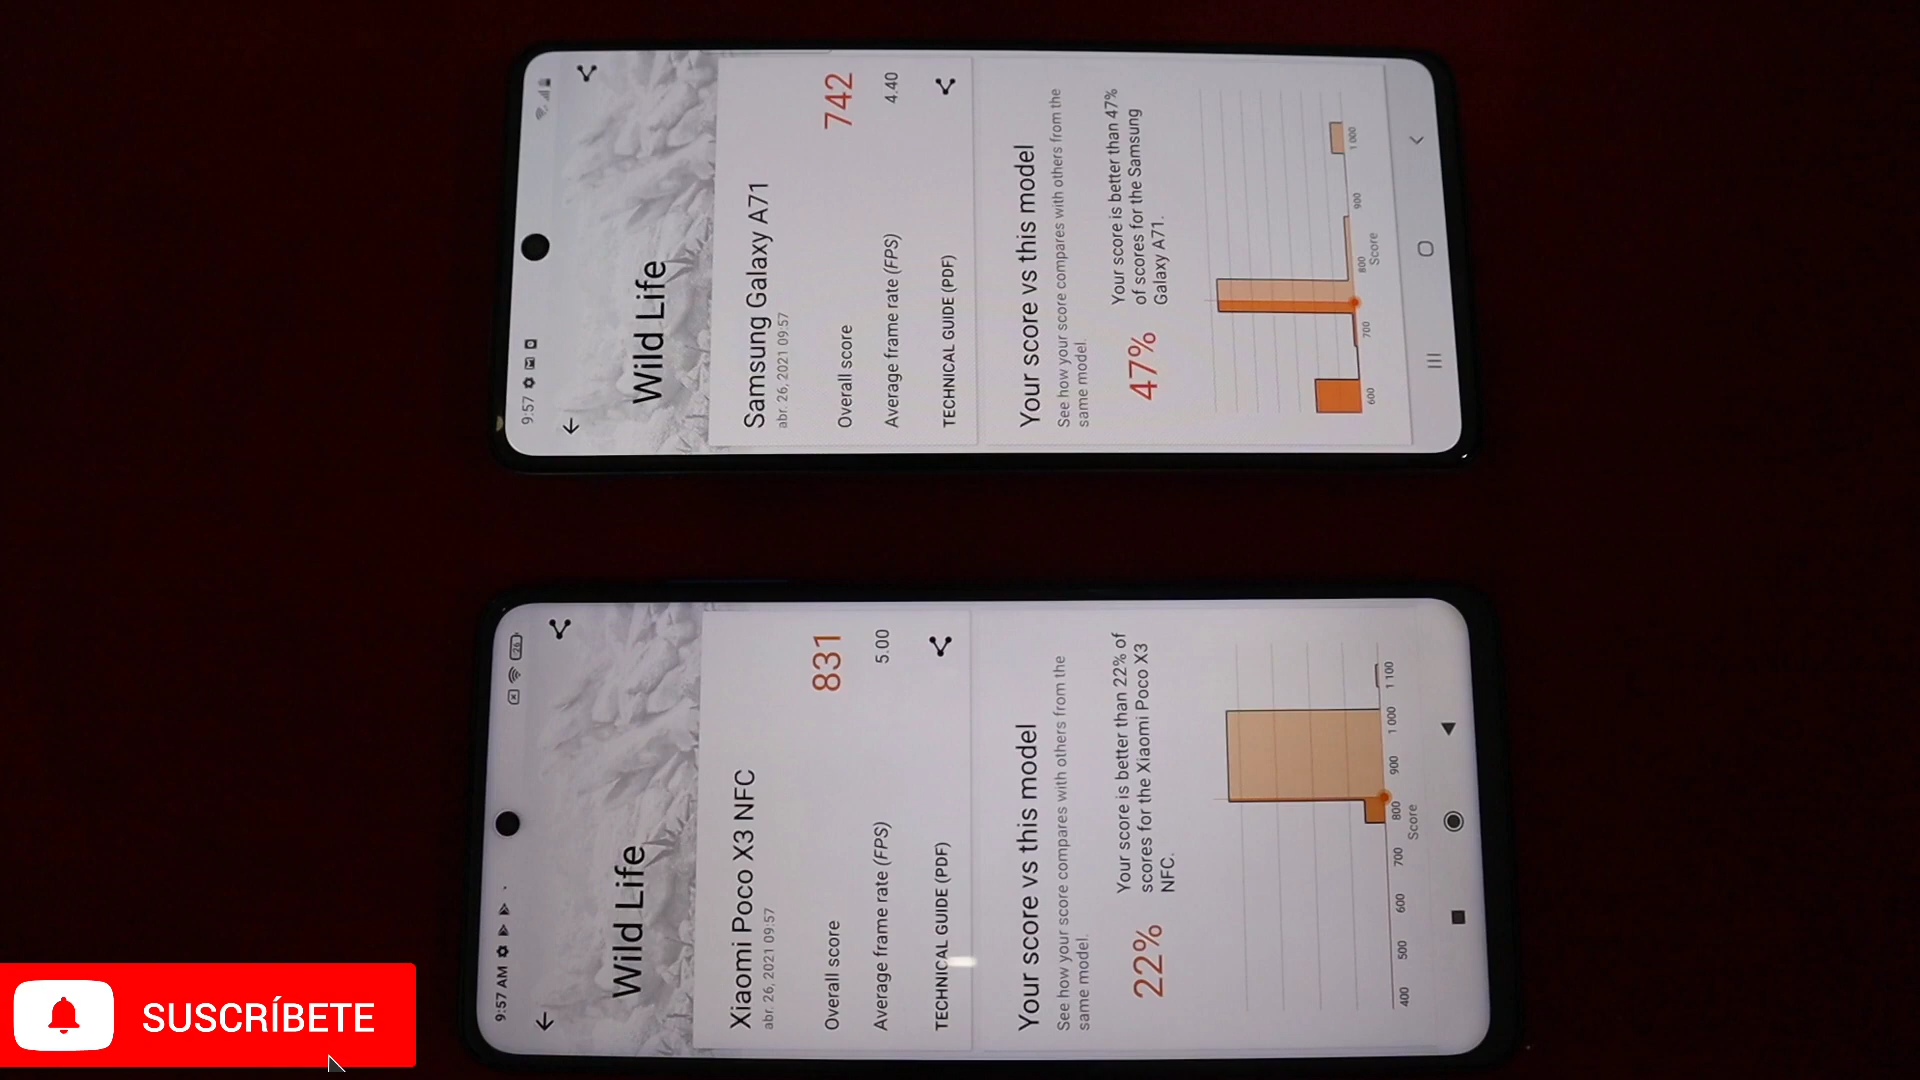 9:57
Wild Life
Samsung Galaxy A71
abr. 26, 2021 09:57
Overall score 742
Average frame rate (FPS) 4.40
TECHNICAL GUIDE (PDF)
Your score vs this model
See how your score compares with others from the
same model.
47%
Your score is better than 47%
of scores for the Samsung
Galaxy A71.
600 700 800 900 1 000
Score
9:57 AM
26
Wild Life
Xiaomi Poco X3 NFC
abr. 26, 2021 09:57
Overall score 831
Average frame rate (FPS) 5.00
TECHNICAL GUIDE (PDF)
Your score vs this model
See how your score compares with others from the
same model.
22%
Your score is better than 22% of
scores for the Xiaomi Poco X3
NFC.
400 500 600 700 800 900 1 000 1 100
Score
SUSCRÍBETE